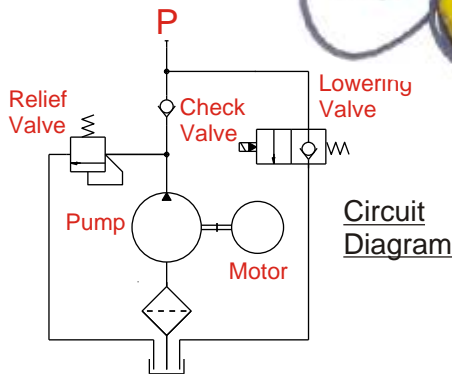 P
Relief
Valve
Check
Valve
Lowering
Valve
Pump
Motor
Circuit
Diagram